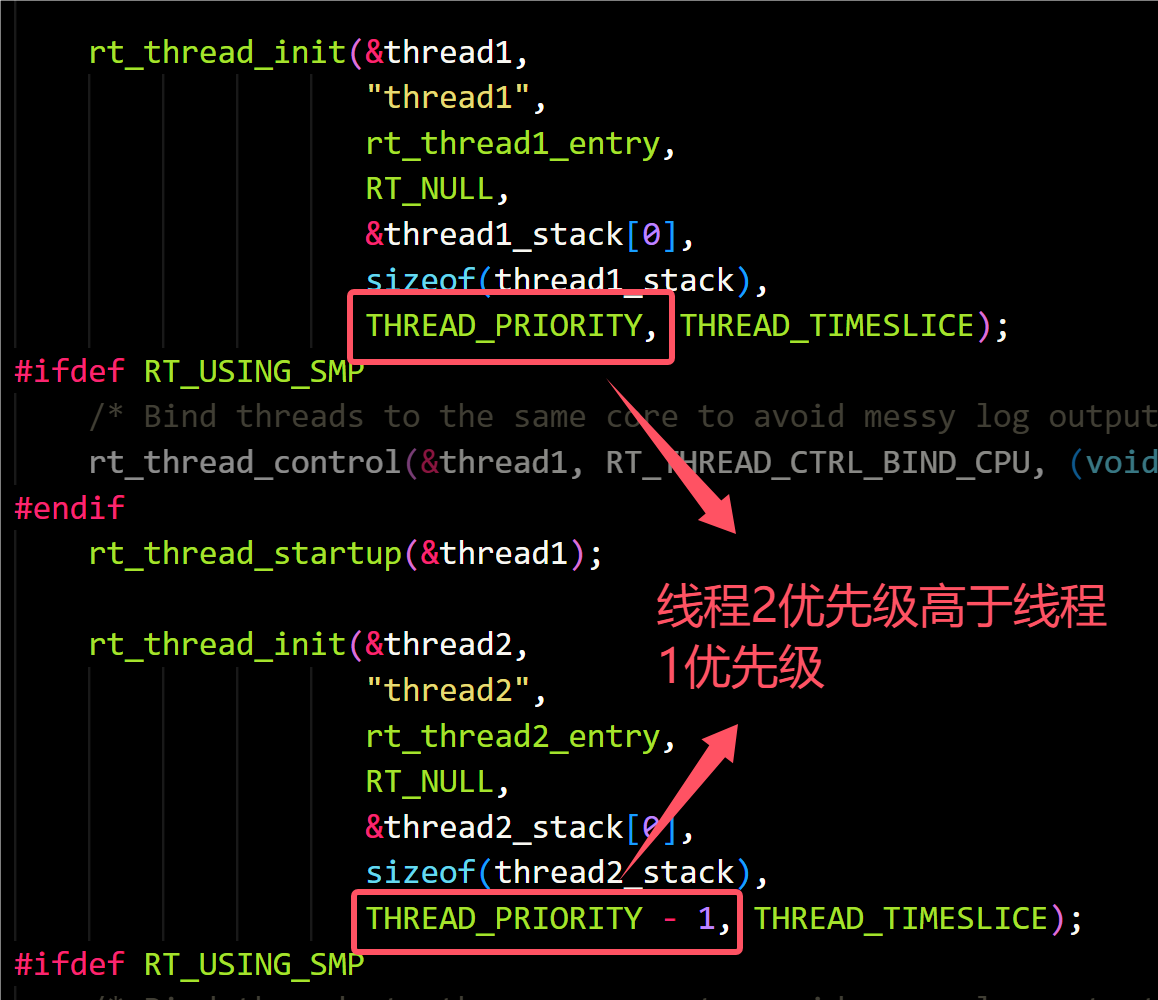 rt_thread_init(&thread1,
"thread1",
rt_thread1_entry,
RT_NULL,
&thread1_stack[0],
sizeof(thread1_stack),
THREAD_PRIORITY, THREAD_TIMESLICE);
#ifdef RT_USING_SMP
/* Bind threads to the same core to avoid messy log output
rt_thread_control(&thread1, RT_THREAD_CTRL_BIND_CPU, (void
#endif
rt_thread_startup(&thread1);
线程2优先级高于线程
1优先级
rt_thread_init(&thread2,
"thread2",
rt_thread2_entry,
RT_NULL,
&thread2_stack[0],
sizeof(thread2_stack),
THREAD_PRIORITY - 1, THREAD_TIMESLICE);
#ifdef RT_USING_SMP